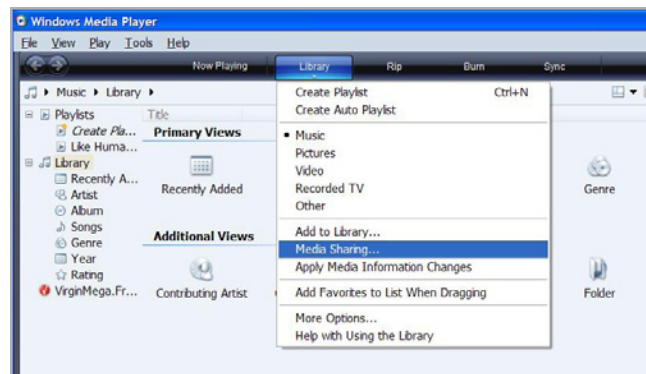 Windows Media Player
File View Play Tools Help
Now Playing Library Rip Burn Sync
Music Library
Playlists
Create Pla...
Like Huma...
Library
Recently A...
Artist
Album
Songs
Genre
Year
Rating
VirginMega.Fr...
Title
Primary Views
Recently Added
Genre
Additional Views
Contributing Artist
Folder
Create Playlist Ctrl+N
Create Auto Playlist
Music
Pictures
Video
Recorded TV
Other
Add to Library...
Media Sharing...
Apply Media Information Changes
Add Favorites to List When Dragging
More Options...
Help with Using the Library